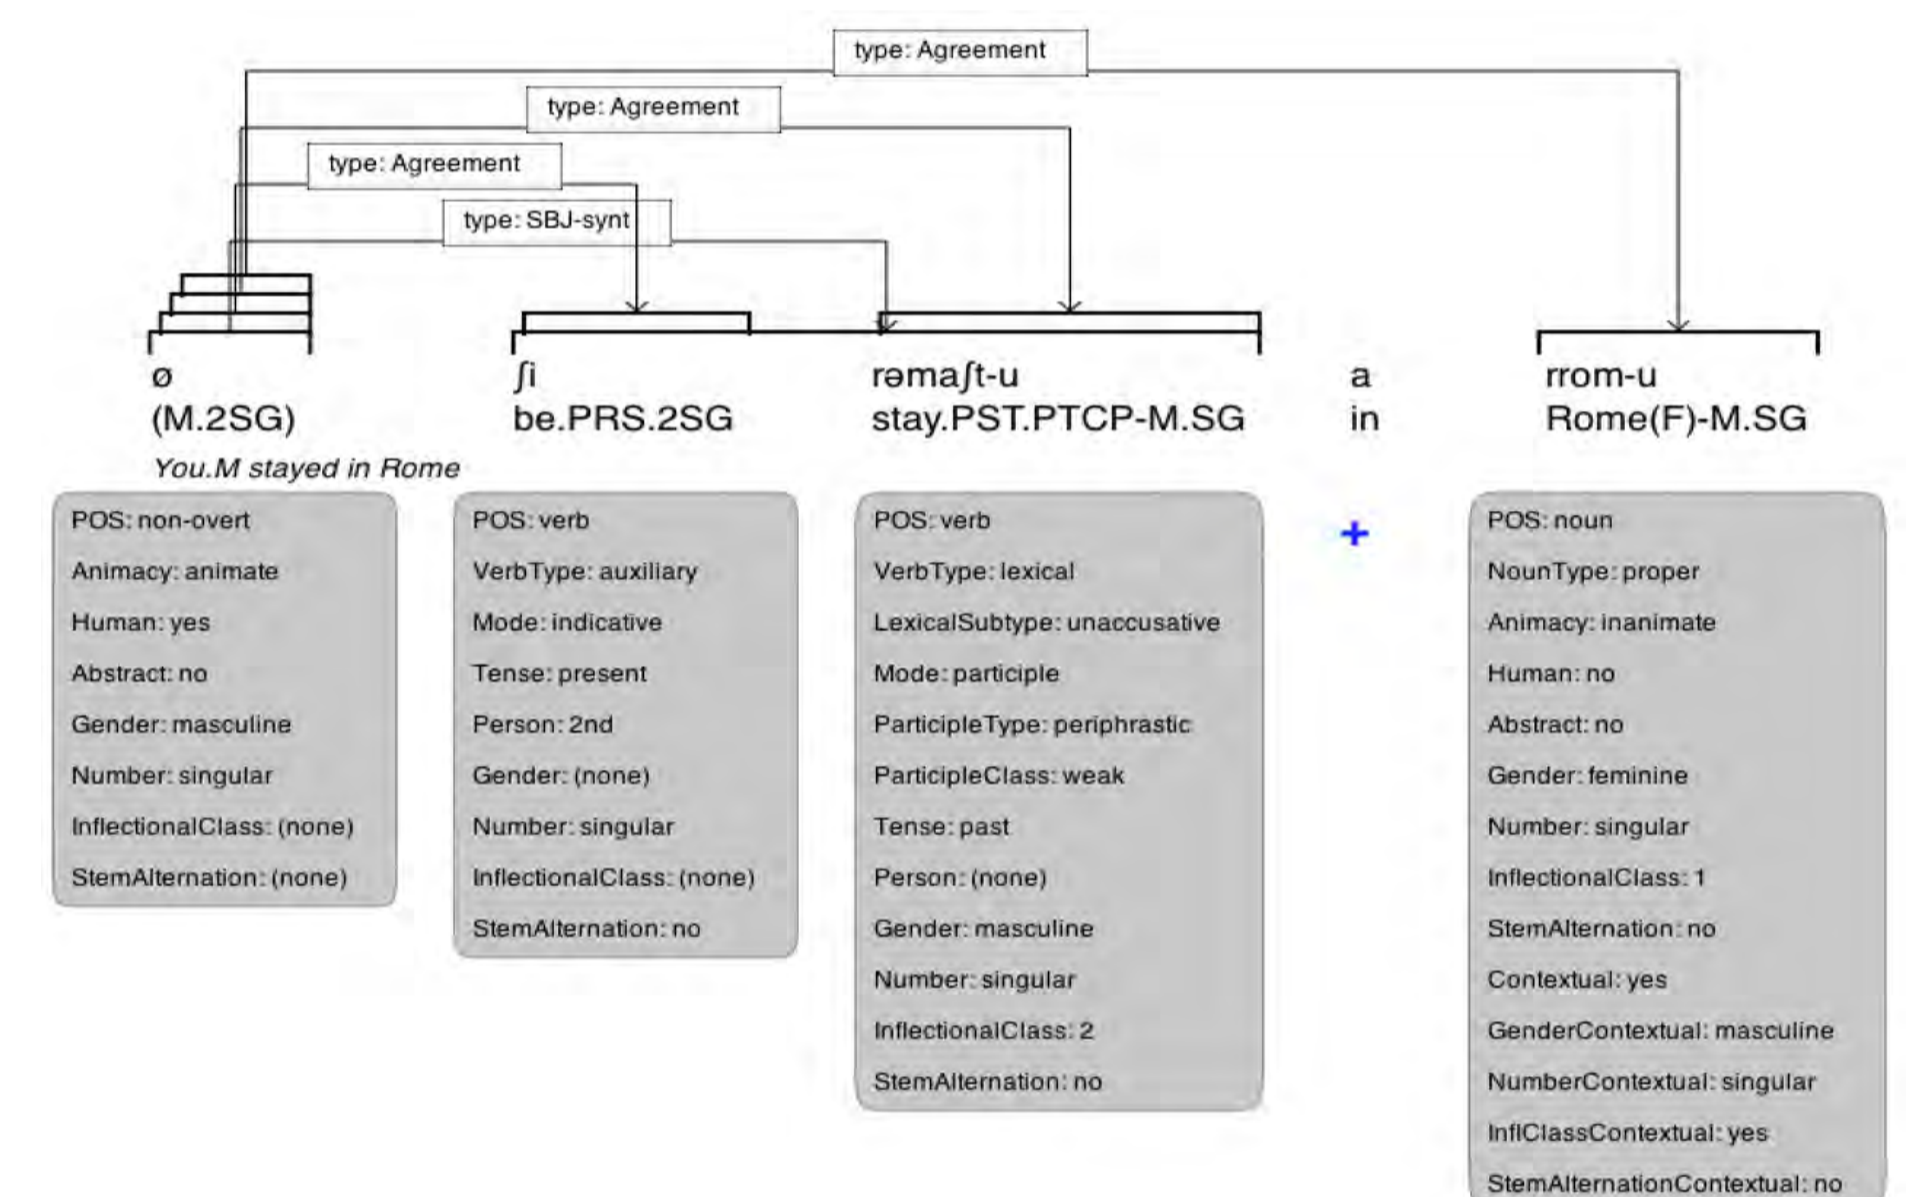 type: Agreement
type: Agreement
type: Agreement
type: SBJ-synt
ø ʃi rəmaʃt-u a rrom-u
(M.2SG) be.PRS.2SG stay.PST.PTCP-M.SG in Rome(F)-M.SG
You.M stayed in Rome
POS: non-overt
Animacy: animate
Human: yes
Abstract: no
Gender: masculine
Number: singular
InflectionalClass: (none)
StemAlternation: (none)
POS: verb
VerbType: auxiliary
Mode: indicative
Tense: present
Person: 2nd
Gender: (none)
Number: singular
InflectionalClass: (none)
StemAlternation: no
POS: verb
VerbType: lexical
LexicalSubtype: unaccusative
Mode: participle
ParticipleType: periphrastic
ParticipleClass: weak
Tense: past
Person: (none)
Gender: masculine
Number: singular
InflectionalClass: 2
StemAlternation: no
+
POS: noun
NounType: proper
Animacy: inanimate
Human: no
Abstract: no
Gender: feminine
Number: singular
InflectionalClass: 1
StemAlternation: no
Contextual: yes
GenderContextual: masculine
NumberContextual: singular
InflClassContextual: yes
StemAlternationContextual: no